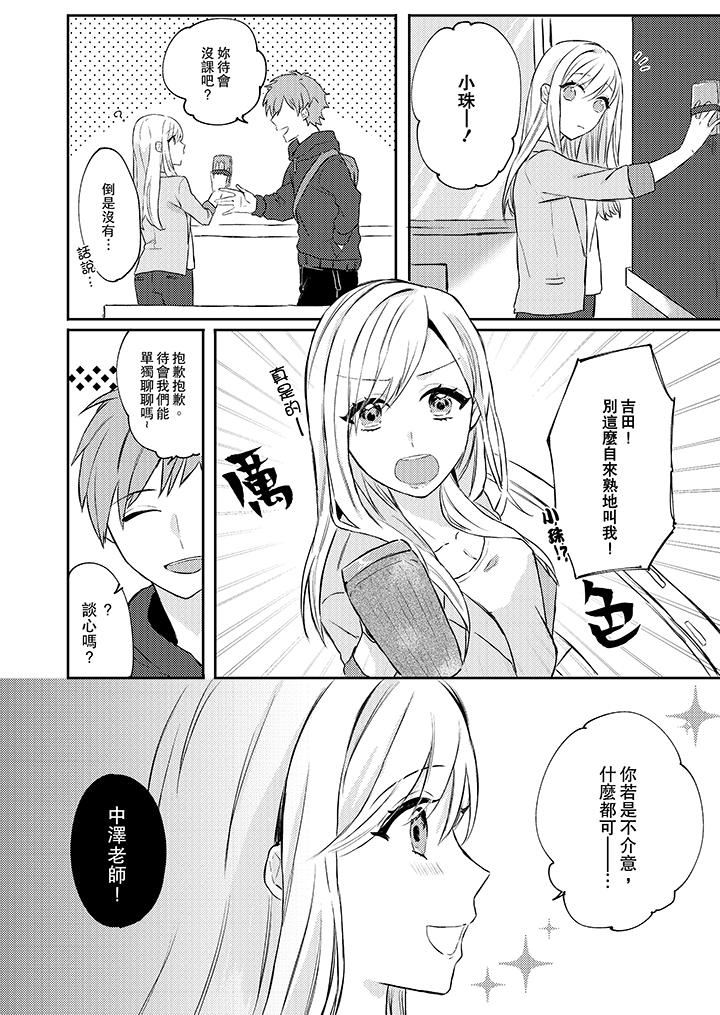 小珠—！
妳待會
沒課吧？
倒是沒有…
話說…
吉田！
別這麼自來熟地叫我！
小珠！？
真是的—
厲
色
抱歉抱歉。
待會我們能
單獨聊聊嗎~
？
談心嗎？
你若是不介意，
什麼都可——…
中澤老師！